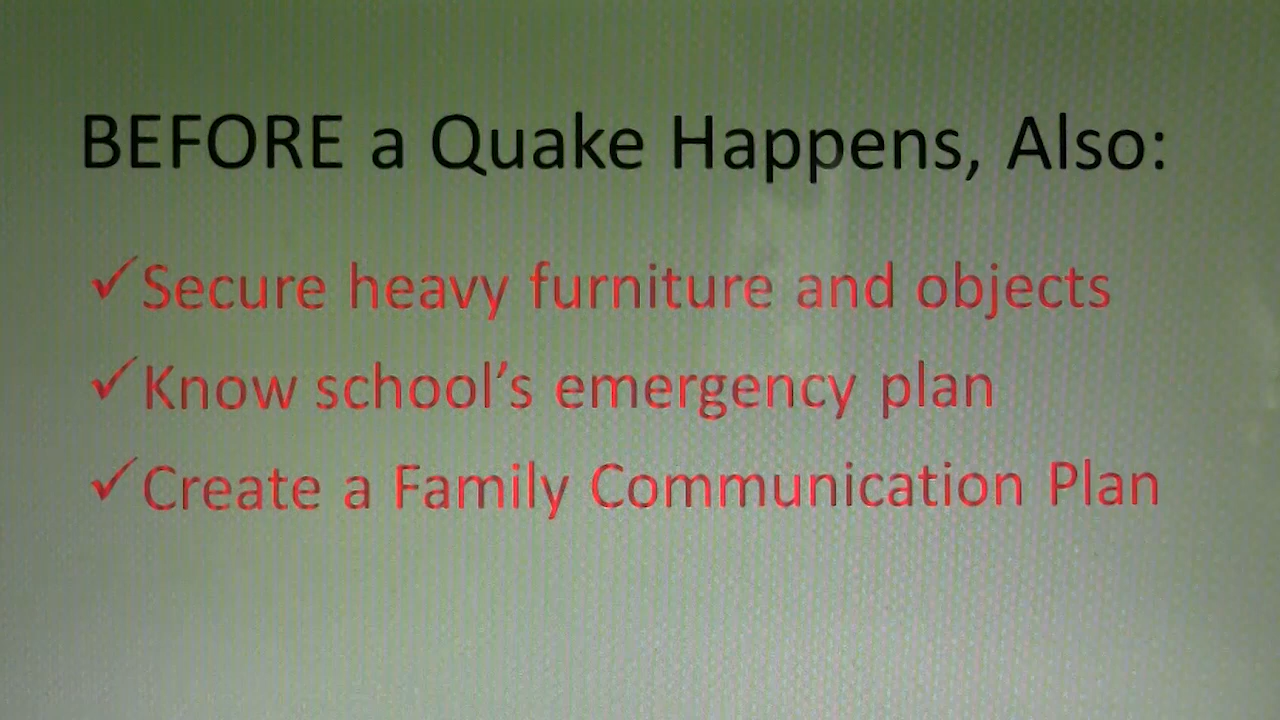 BEFORE a Quake Happens, Also:
✓Secure heavy furniture and objects
✓Know school’s emergency plan
✓Create a Family Communication Plan